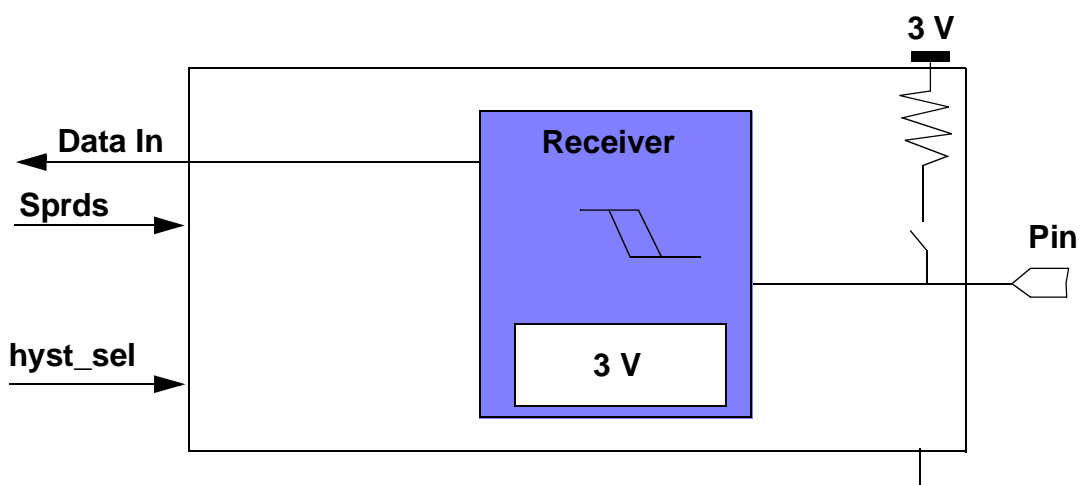 3 V
Data In
Receiver
Sprds
Pin
hyst_sel
3 V